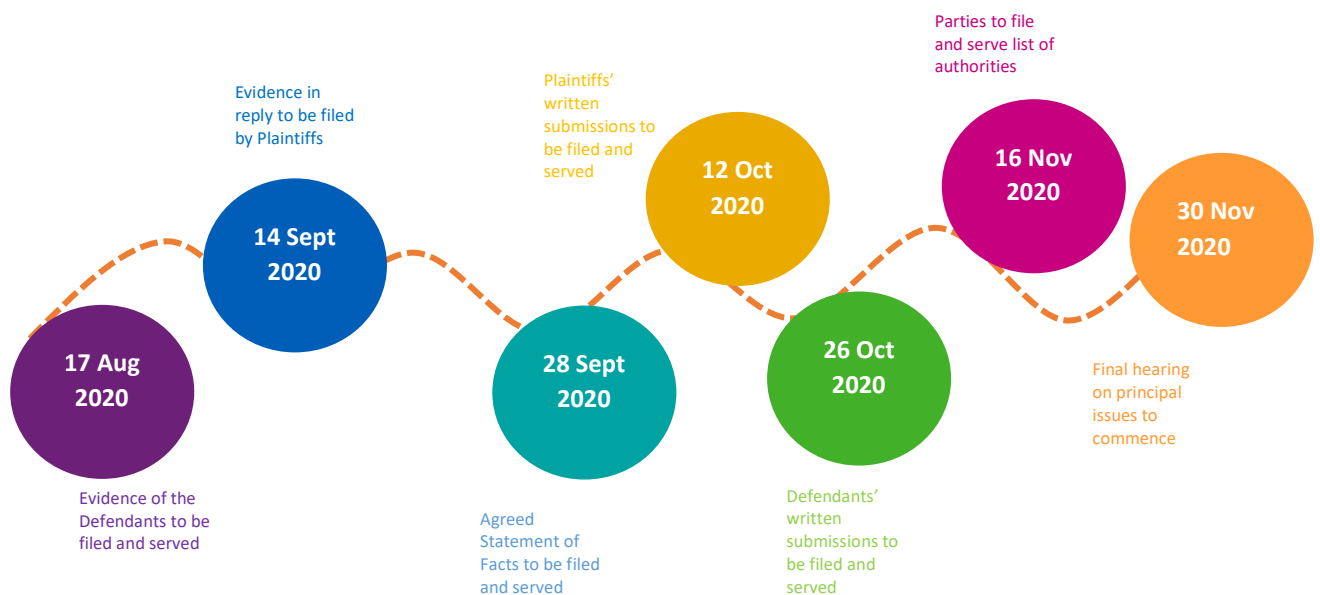 17 Aug
2020
Evidence of the
Defendants to be
filed and served
Evidence in
reply to be filed
by Plaintiffs
14 Sept
2020
28 Sept
2020
Agreed
Statement of
Facts to be filed
and served
Plaintiffs’
written
submissions to
be filed and
served
12 Oct
2020
26 Oct
2020
Defendants’
written
submissions to
be filed and
served
Parties to file
and serve list of
authorities
16 Nov
2020
30 Nov
2020
Final hearing
on principal
issues to
commence